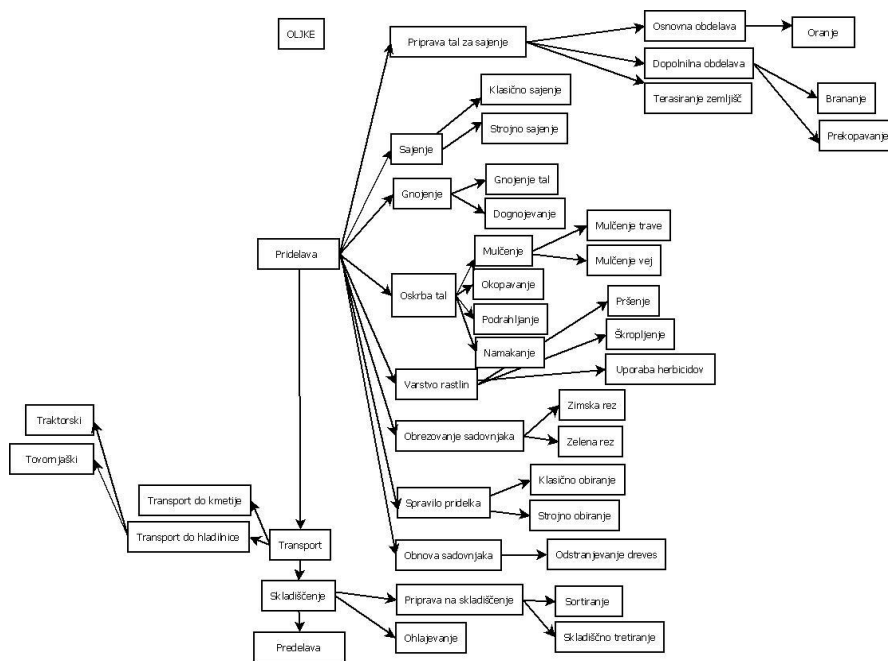 OLJKE
Priprava tal za sajenje
Osnovna obdelava
Oranje
Dopolnilna obdelava
Terasiranje zemljišč
Brananje
Prekopavanje
Klasično sajenje
Strojno sajenje
Sajenje
Gnojenje
Gnojenje tal
Dognojevanje
Pridelava
Mulčenje
Mulčenje trave
Mulčenje vej
Oskrba tal
Okopavanje
Podrahljanje
Namakanje
Pršenje
Škropljenje
Varstvo rastlin
Uporaba herbicidov
Obrezovanje sadovnjaka
Zimska rez
Zelena rez
Traktorski
Tovornjaški
Spravilo pridelka
Klasično obiranje
Strojno obiranje
Transport do kmetije
Transport do hladilnice
Transport
Obnova sadovnjaka
Odstranjevanje dreves
Skladiščenje
Priprava na skladiščenje
Sortiranje
Ohlajevanje
Skladiščno tretiranje
Predelava